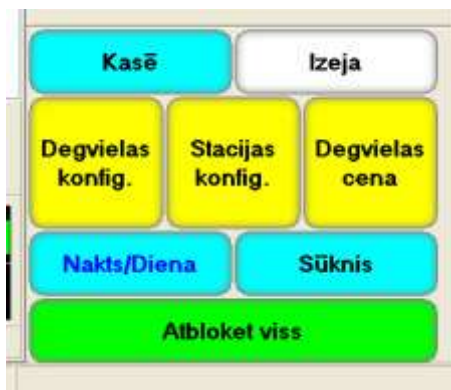 Kasē
Izeja
Degvielas
konfig.
Stacijas
konfig.
Degvielas
cena
Nakts/Diena
Sūknis
Atbloket viss